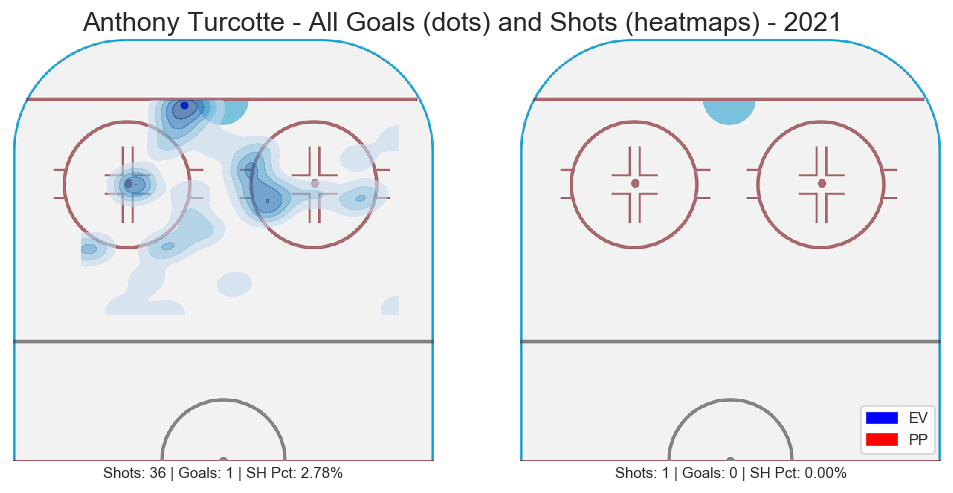 Anthony Turcotte - All Goals (dots) and Shots (heatmaps) - 2021
EV
PP
Shots: 36 | Goals: 1 | SH Pct: 2.78%
Shots: 1 | Goals: 0 | SH Pct: 0.00%